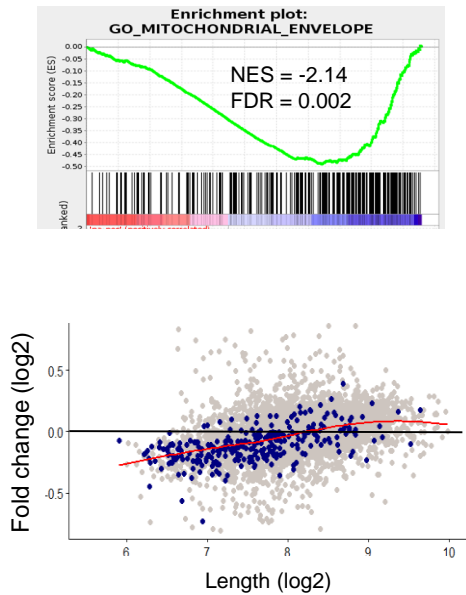 Enrichment plot:
GO_MITOCHONDRIAL_ENVELOPE
Enrichment score (ES)
0.00
-0.05
-0.10
-0.15
-0.20
-0.25
-0.30
-0.35
-0.40
-0.45
-0.50
NES = -2.14
FDR = 0.002
Fold change (log2)
0.5
0.0
-0.5
6
7
8
9
10
Length (log2)